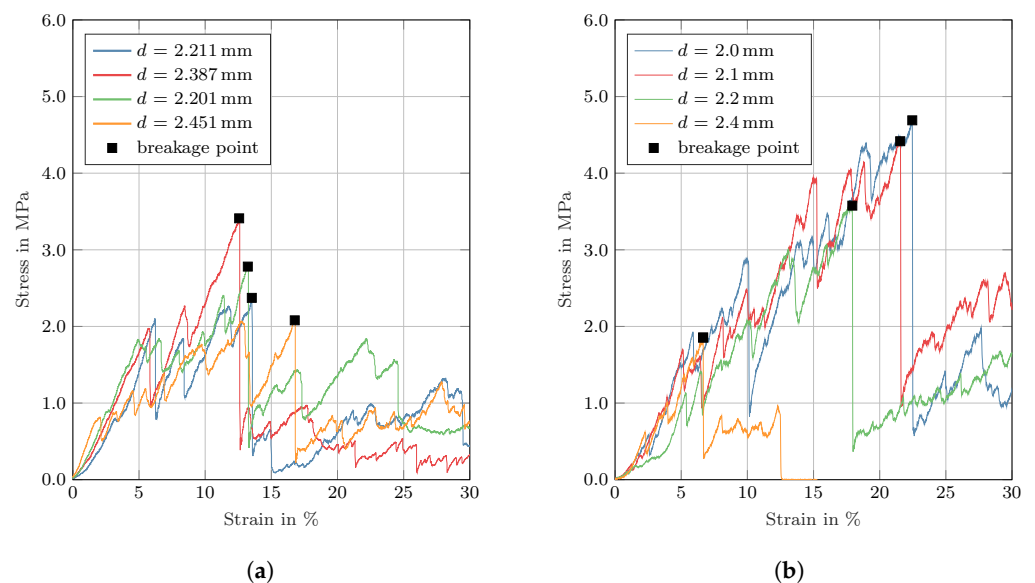 6.0
5.0
4.0
3.0
2.0
1.0
0.0
0
5
10
15
20
25
30
Stress in MPa
Strain in %
d = 2.211 mm
d = 2.387 mm
d = 2.201 mm
d = 2.451 mm
breakage point
(a)
6.0
5.0
4.0
3.0
2.0
1.0
0.0
0
5
10
15
20
25
30
Stress in MPa
Strain in %
d = 2.0 mm
d = 2.1 mm
d = 2.2 mm
d = 2.4 mm
breakage point
(b)